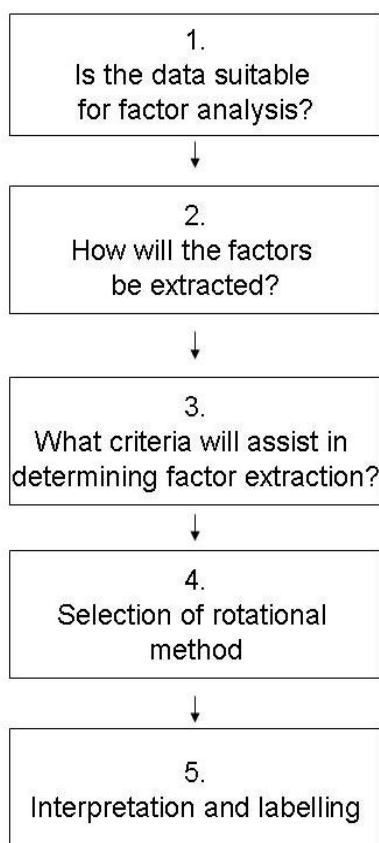 1.
Is the data suitable
for factor analysis?
2.
How will the factors
be extracted?
3.
What criteria will assist in
determining factor extraction?
4.
Selection of rotational
method
5.
Interpretation and labelling